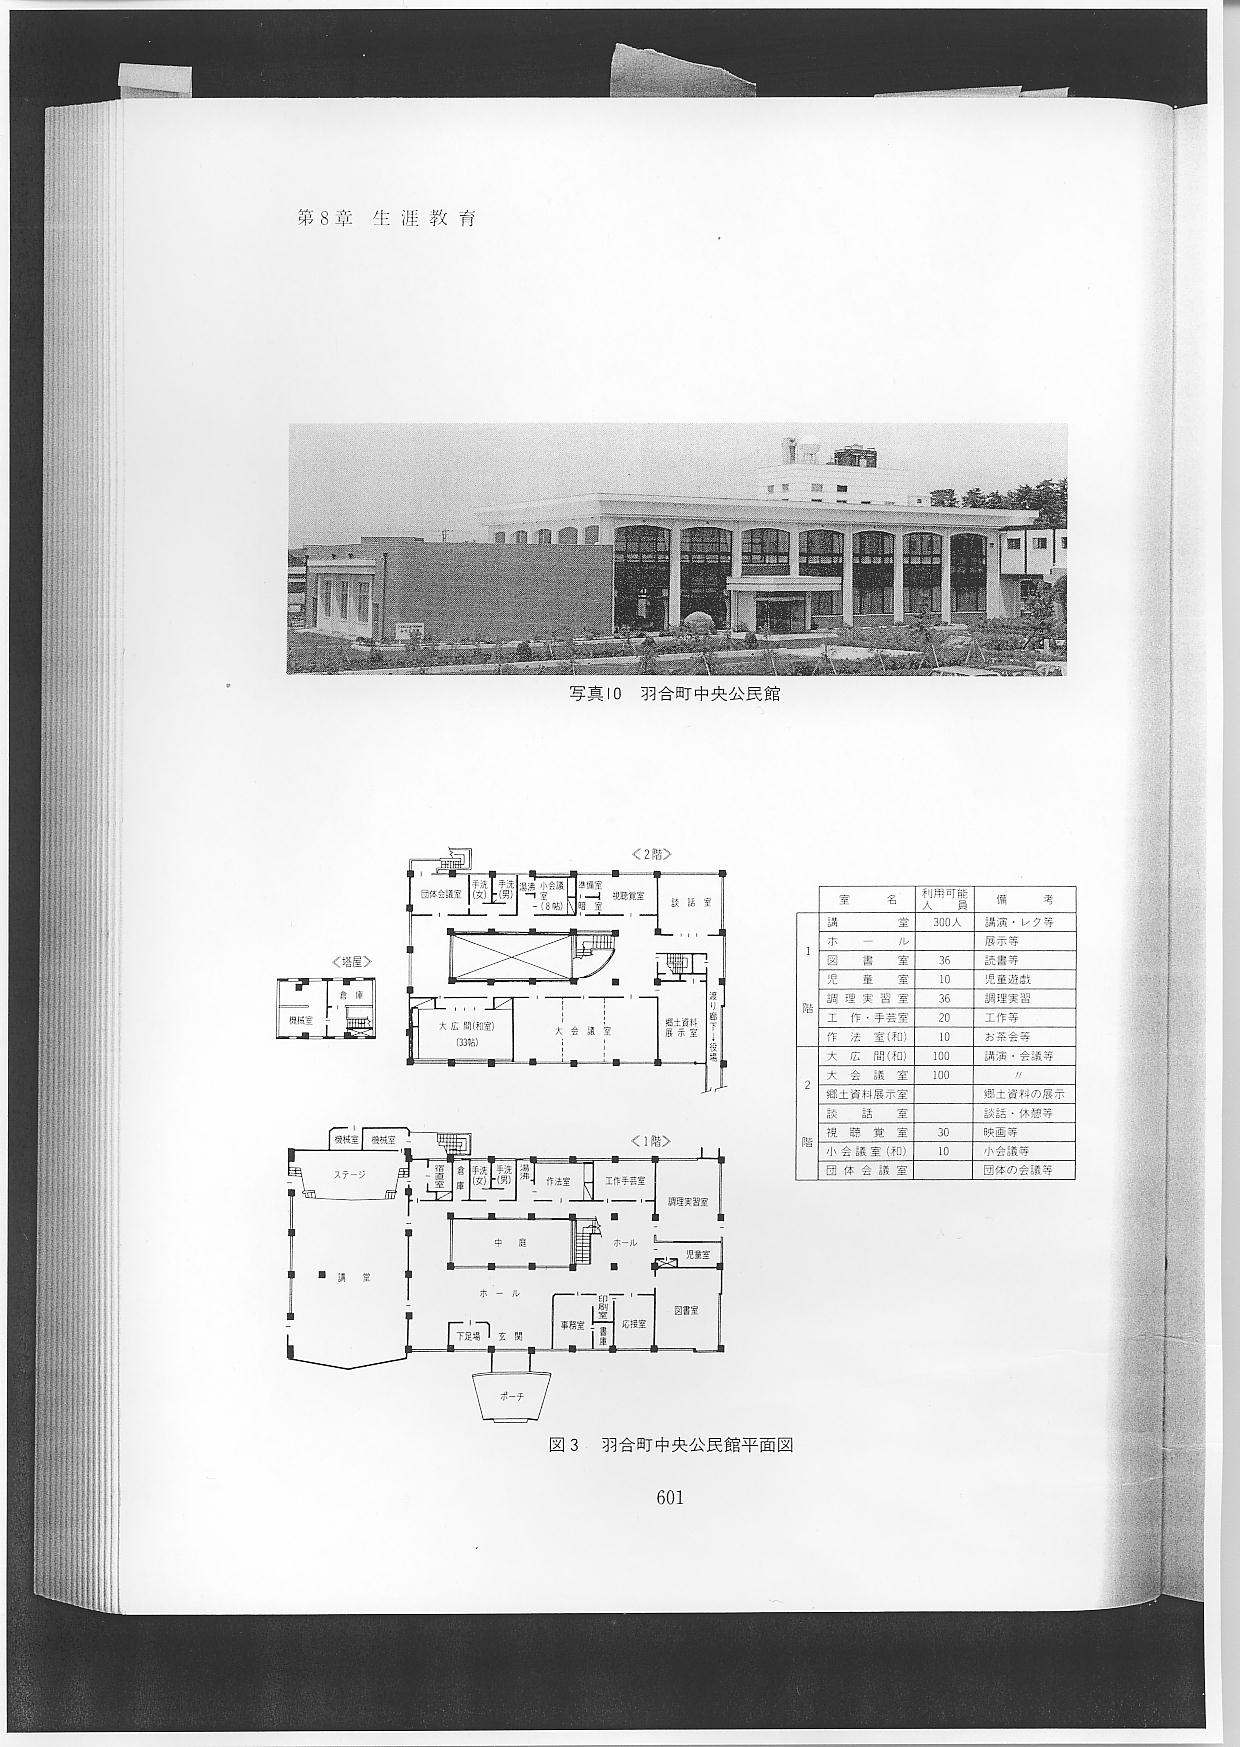 第8章 生涯教育
写真10 羽合町中央公民館
＜2階＞
団体会議室
手洗(女)
手洗(男)
湯沸
小会議室(8帖)
準備室
暗室
視聴覚室
談話室
＜塔屋＞
倉庫
機械室
大広間(和室)
(33帖)
大会議室
郷土資料展示室
渡り廊下→役場
室名 利用可能人員 備考
1階
講堂 300人 講演・レク等
ホール 展示等
図書室 36 読書等
児童室 10 児童遊戯
調理実習室 36 調理実習
工作・手芸室 20 工作等
作法室(和) 10 お茶会等
2階
大広間(和) 100 講演・会議等
大会議室 100 〃
郷土資料展示室 郷土資料の展示
談話室 談話・休憩等
視聴覚室 30 映画等
小会議室(和) 10 小会議等
団体会議室 団体の会議等
＜1階＞
機械室 機械室
ステージ
宿直室
倉庫
手洗(女)
手洗(男)
湯沸
作法室
工作手芸室
調理実習室
中庭
ホール
児童室
講堂
ホール
印刷室
事務室
書庫
応接室
図書室
下足場
玄関
ポーチ
図3 羽合町中央公民館平面図
601